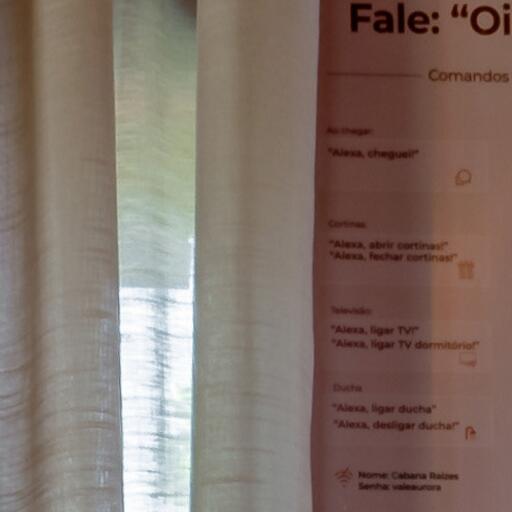 Fale: “Oi
Comandos
Ao chegar:
"Alexa, cheguei!"
Cortinas:
"Alexa, abrir cortinas!"
"Alexa, fechar cortinas!"
Televisão:
"Alexa, ligar TV!"
"Alexa, ligar TV dormitório!"
Ducha
"Alexa, ligar ducha"
"Alexa, desligar ducha!"
Nome: Cabana Raízes
Senha: valeaurora